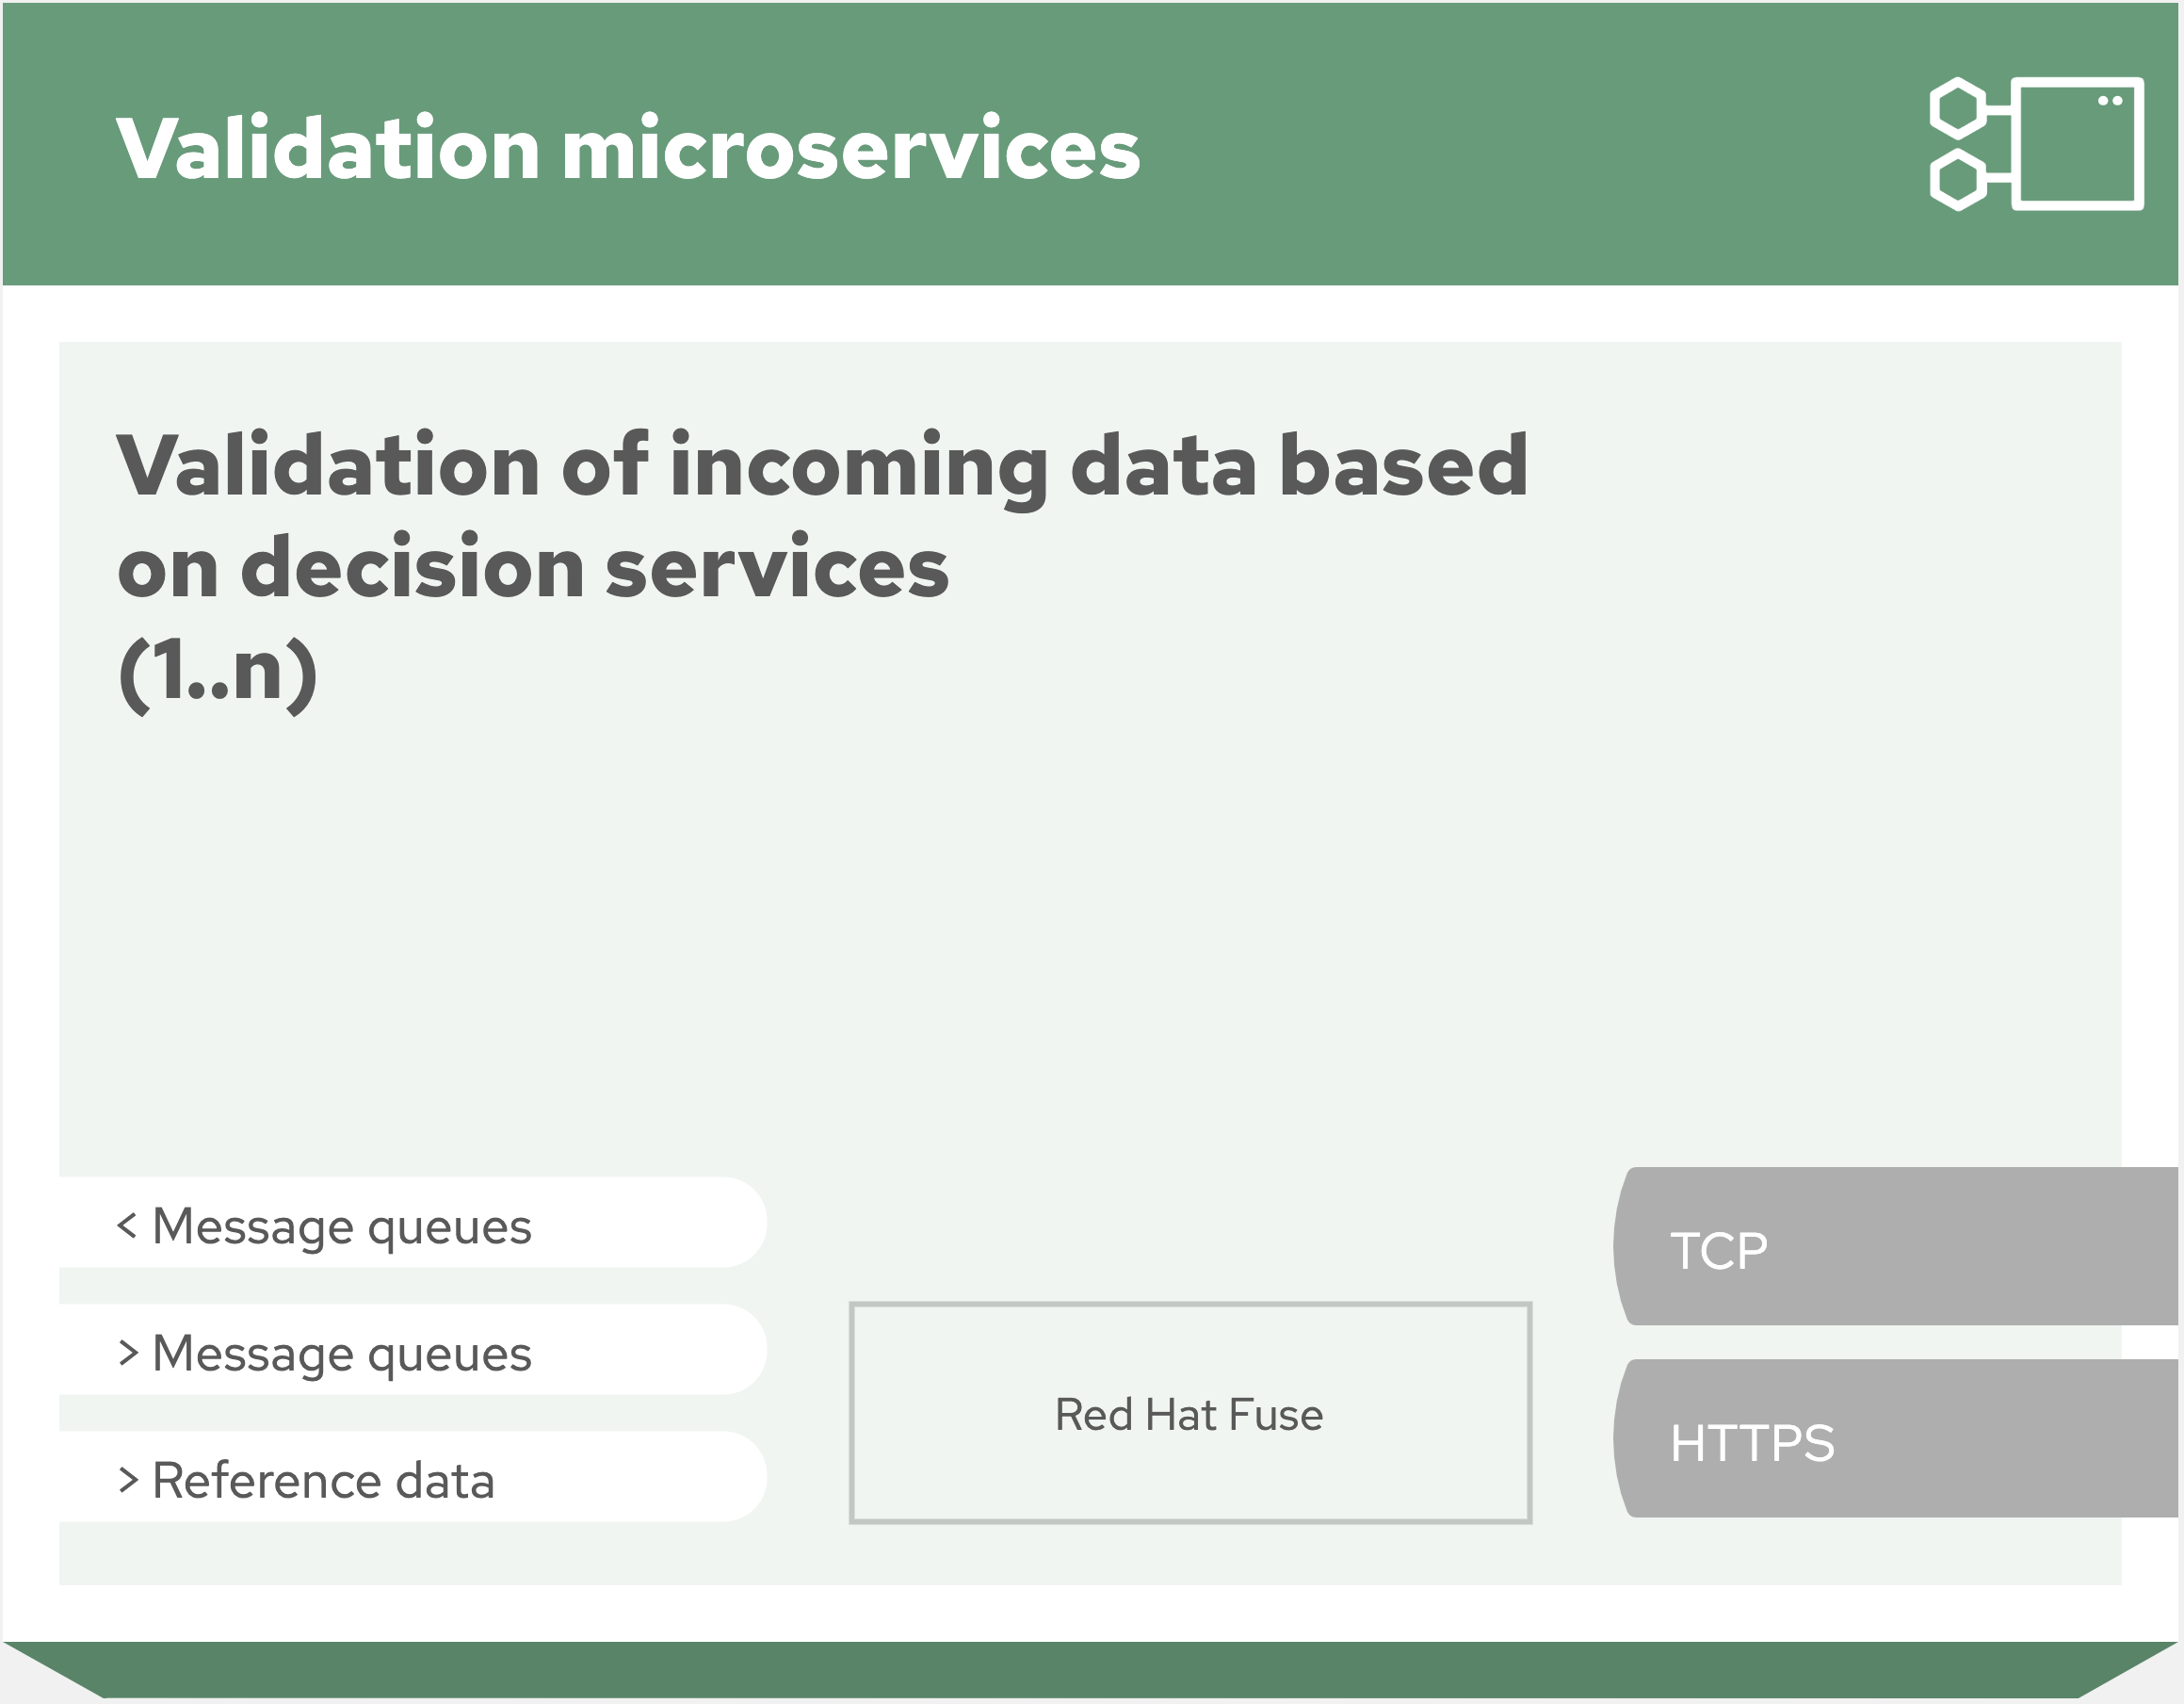 Validation microservices
Validation of incoming data based
on decision services
(1..n)
< Message queues
> Message queues
> Reference data
Red Hat Fuse
TCP
HTTPS